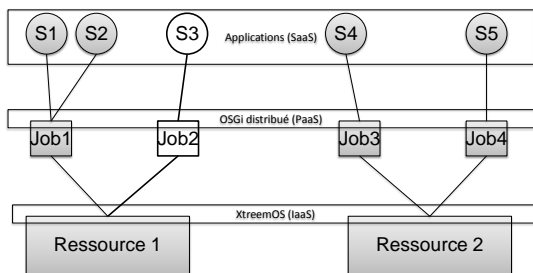 S1 S2 S3 Applications (SaaS) S4 S5
OSGi distribué (PaaS)
Job1 Job2 Job3 Job4
XtreemOS (IaaS)
Ressource 1 Ressource 2